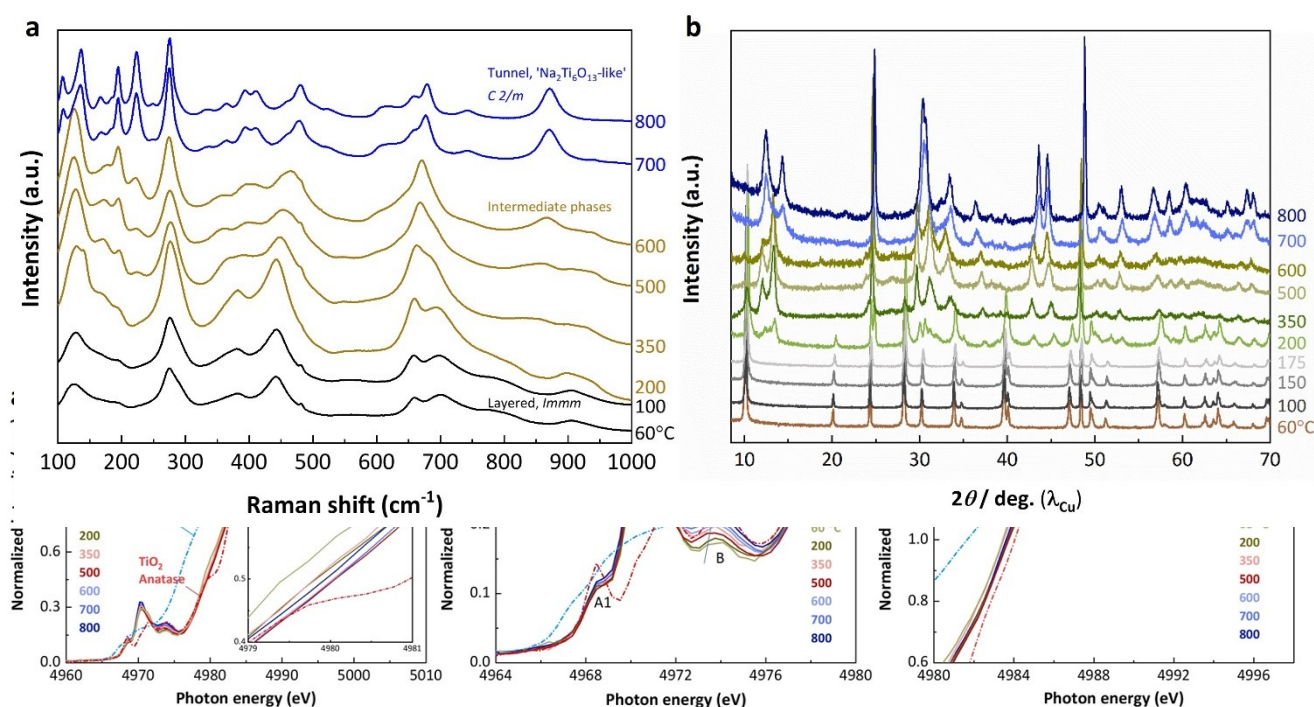 a
b
Tunnel, 'Na2Ti6O13-like'
C 2/m
800
700
Intermediate phases
600
500
350
200
100
Layered, Immm
60°C
Intensity (a.u.)
100 200 300 400 500 600 700 800 900 1000
Raman shift (cm-1)
Intensity (a.u.)
800
700
600
500
350
200
175
150
100
60°C
10 20 30 40 50 60 70
2θ / deg. (λCu)
Normalized
0.6
0.3
0.0
200
350
500
600
700
800
TiO2
Anatase
0.5
0.4
4979 4980 4981
4960 4970 4980 4990 5000 5010
Photon energy (eV)
Normalized
0.2
0.1
0.0
A1
B
200
350
500
600
700
800
4964 4968 4972 4976 4980
Photon energy (eV)
Normalized
1.0
0.8
0.6
200
350
500
600
700
800
4980 4984 4988 4992 4996
Photon energy (eV)